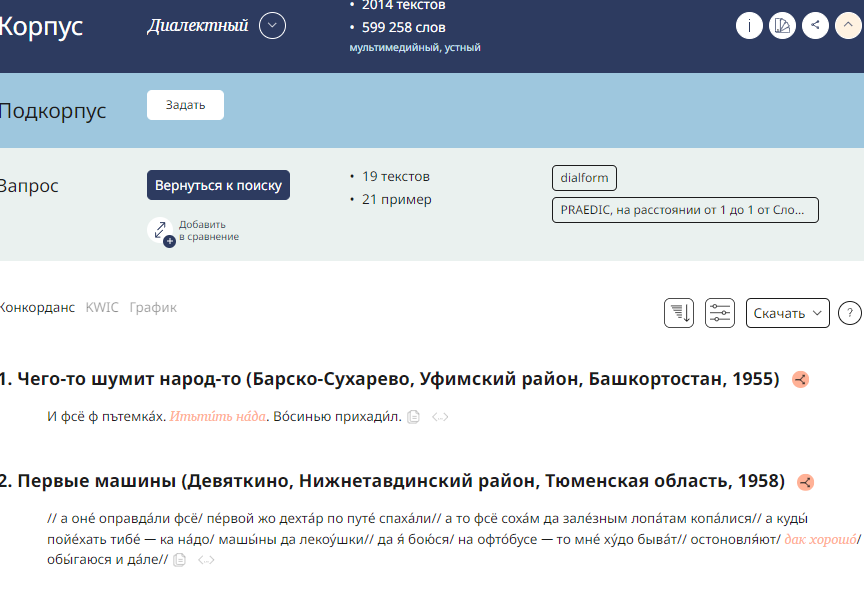 Корпус
Диалектный
• 2014 текстов
• 599 258 слов
мультимедийный, устный
Подкорпус
Задать
Запрос
Вернуться к поиску
• 19 текстов
• 21 пример
dialform
PRAEDIC, на расстоянии от 1 до 1 от Сло...
Добавить
в сравнение
Конкорданс KWIC График
Скачать
?
1. Чего-то шумит народ-то (Барско-Сухарево, Уфимский район, Башкортостан, 1955)
И фсё ф пътемка́х. Итьти́ть на́да. Во́синью прихади́л.
2. Первые машины (Девяткино, Нижнетавдинский район, Тюменская область, 1958)
// а оне́ оправда́ли фсё/ пе́рвой жо дехта́р по путе́ спаха́ли// а то фсё соха́м да зале́зным лопа́там копа́лися// а куды́
пойе́хать тибе́ — ка на́до/ машы́ны да лекоу́шки// да я́ бою́ся/ на офто́бусе — то мне́ ху́до быва́т// остоновля́ют/ дак хорошо́/
обы́гаюся и да́ле//